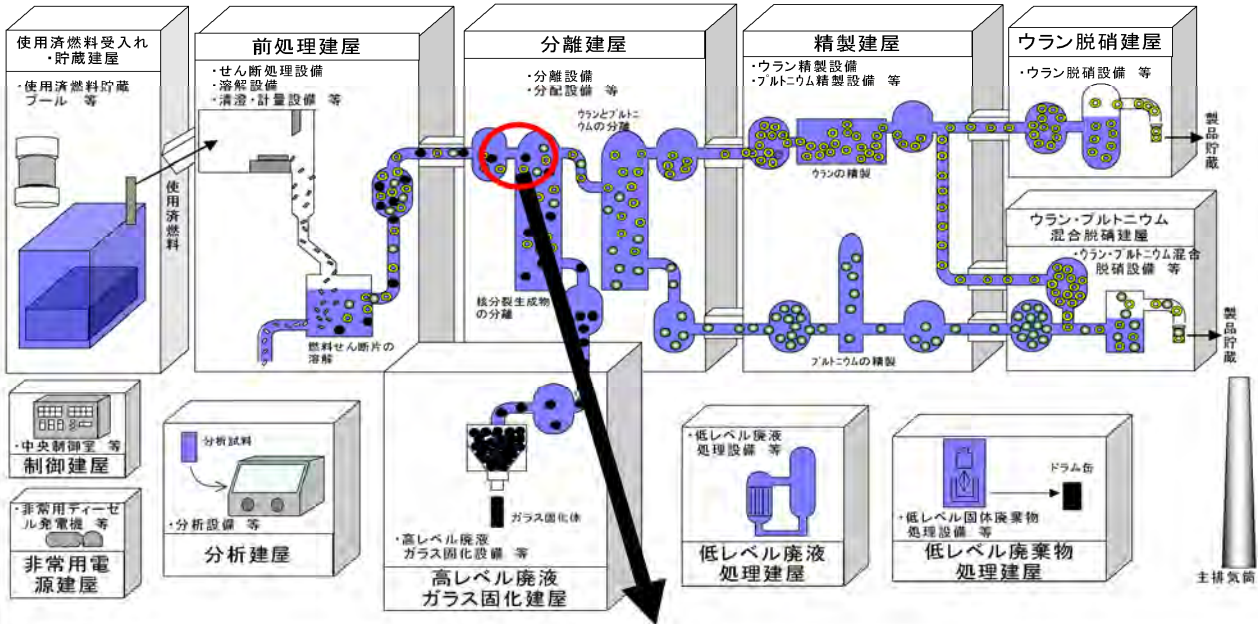 使用済燃料受入れ
・貯蔵建屋
・使用済燃料貯蔵
プール 等
使用済燃料
前処理建屋
・せん断処理設備
・溶解設備
・清澄・計量設備 等
燃料せん断片の
溶解
分離建屋
・分離設備
・分配設備 等
ウランとプルトニ
ウムの分離
核分裂生成物
の分離
精製建屋
・ウラン精製設備
・プルトニウム精製設備 等
ウランの精製
プルトニウムの精製
ウラン脱硝建屋
・ウラン脱硝設備 等
製品貯蔵
ウラン・プルトニウム
混合脱硝建屋
・ウラン・プルトニウム混合
脱硝設備 等
製品貯蔵
・中央制御室 等
制御建屋
・非常用ディーゼ
ル発電機 等
非常用電
源建屋
分析試料
・分析設備 等
分析建屋
ガラス固化体
・高レベル廃液
ガラス固化設備 等
高レベル廃液
ガラス固化建屋
・低レベル廃液
処理設備 等
低レベル廃液
処理建屋
ドラム缶
・低レベル固体廃棄物
処理設備 等
低レベル廃棄物
処理建屋
主排気筒